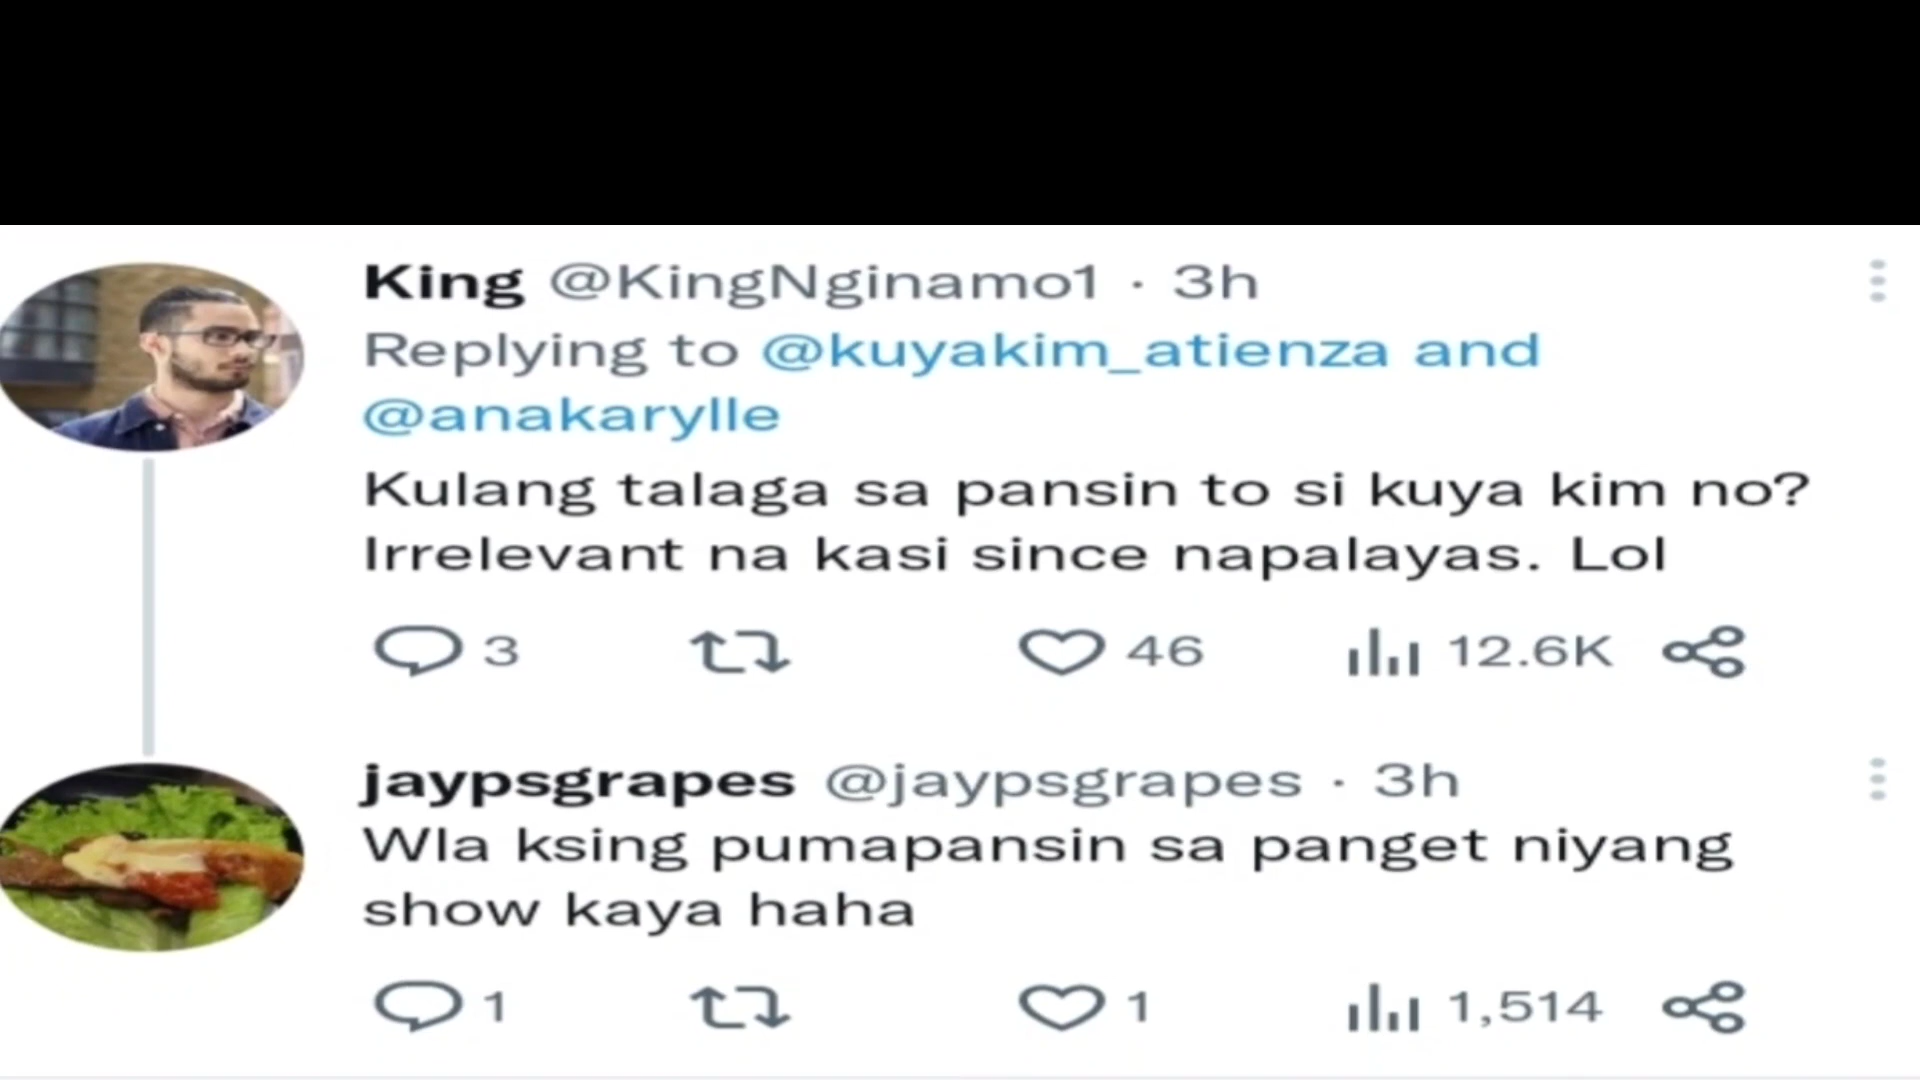 King @KingNginamo1 · 3h
Replying to @kuyakim_atienza and
@anakarylle
Kulang talaga sa pansin to si kuya kim no?
Irrelevant na kasi since napalayas. Lol
3 46 12.6K
jaypsgrapes @jaypsgrapes · 3h
Wla ksing pumapansin sa panget niyang
show kaya haha
1 1 1,514